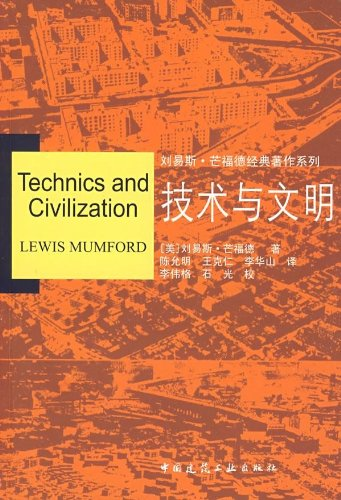 刘易斯·芒福德经典著作系列
Technics and
Civilization
LEWIS MUMFORD
技术与文明
[美]刘易斯·芒福德 著
陈允明 王克仁 李华山 译
李伟格 石光 校
中国建筑工业出版社